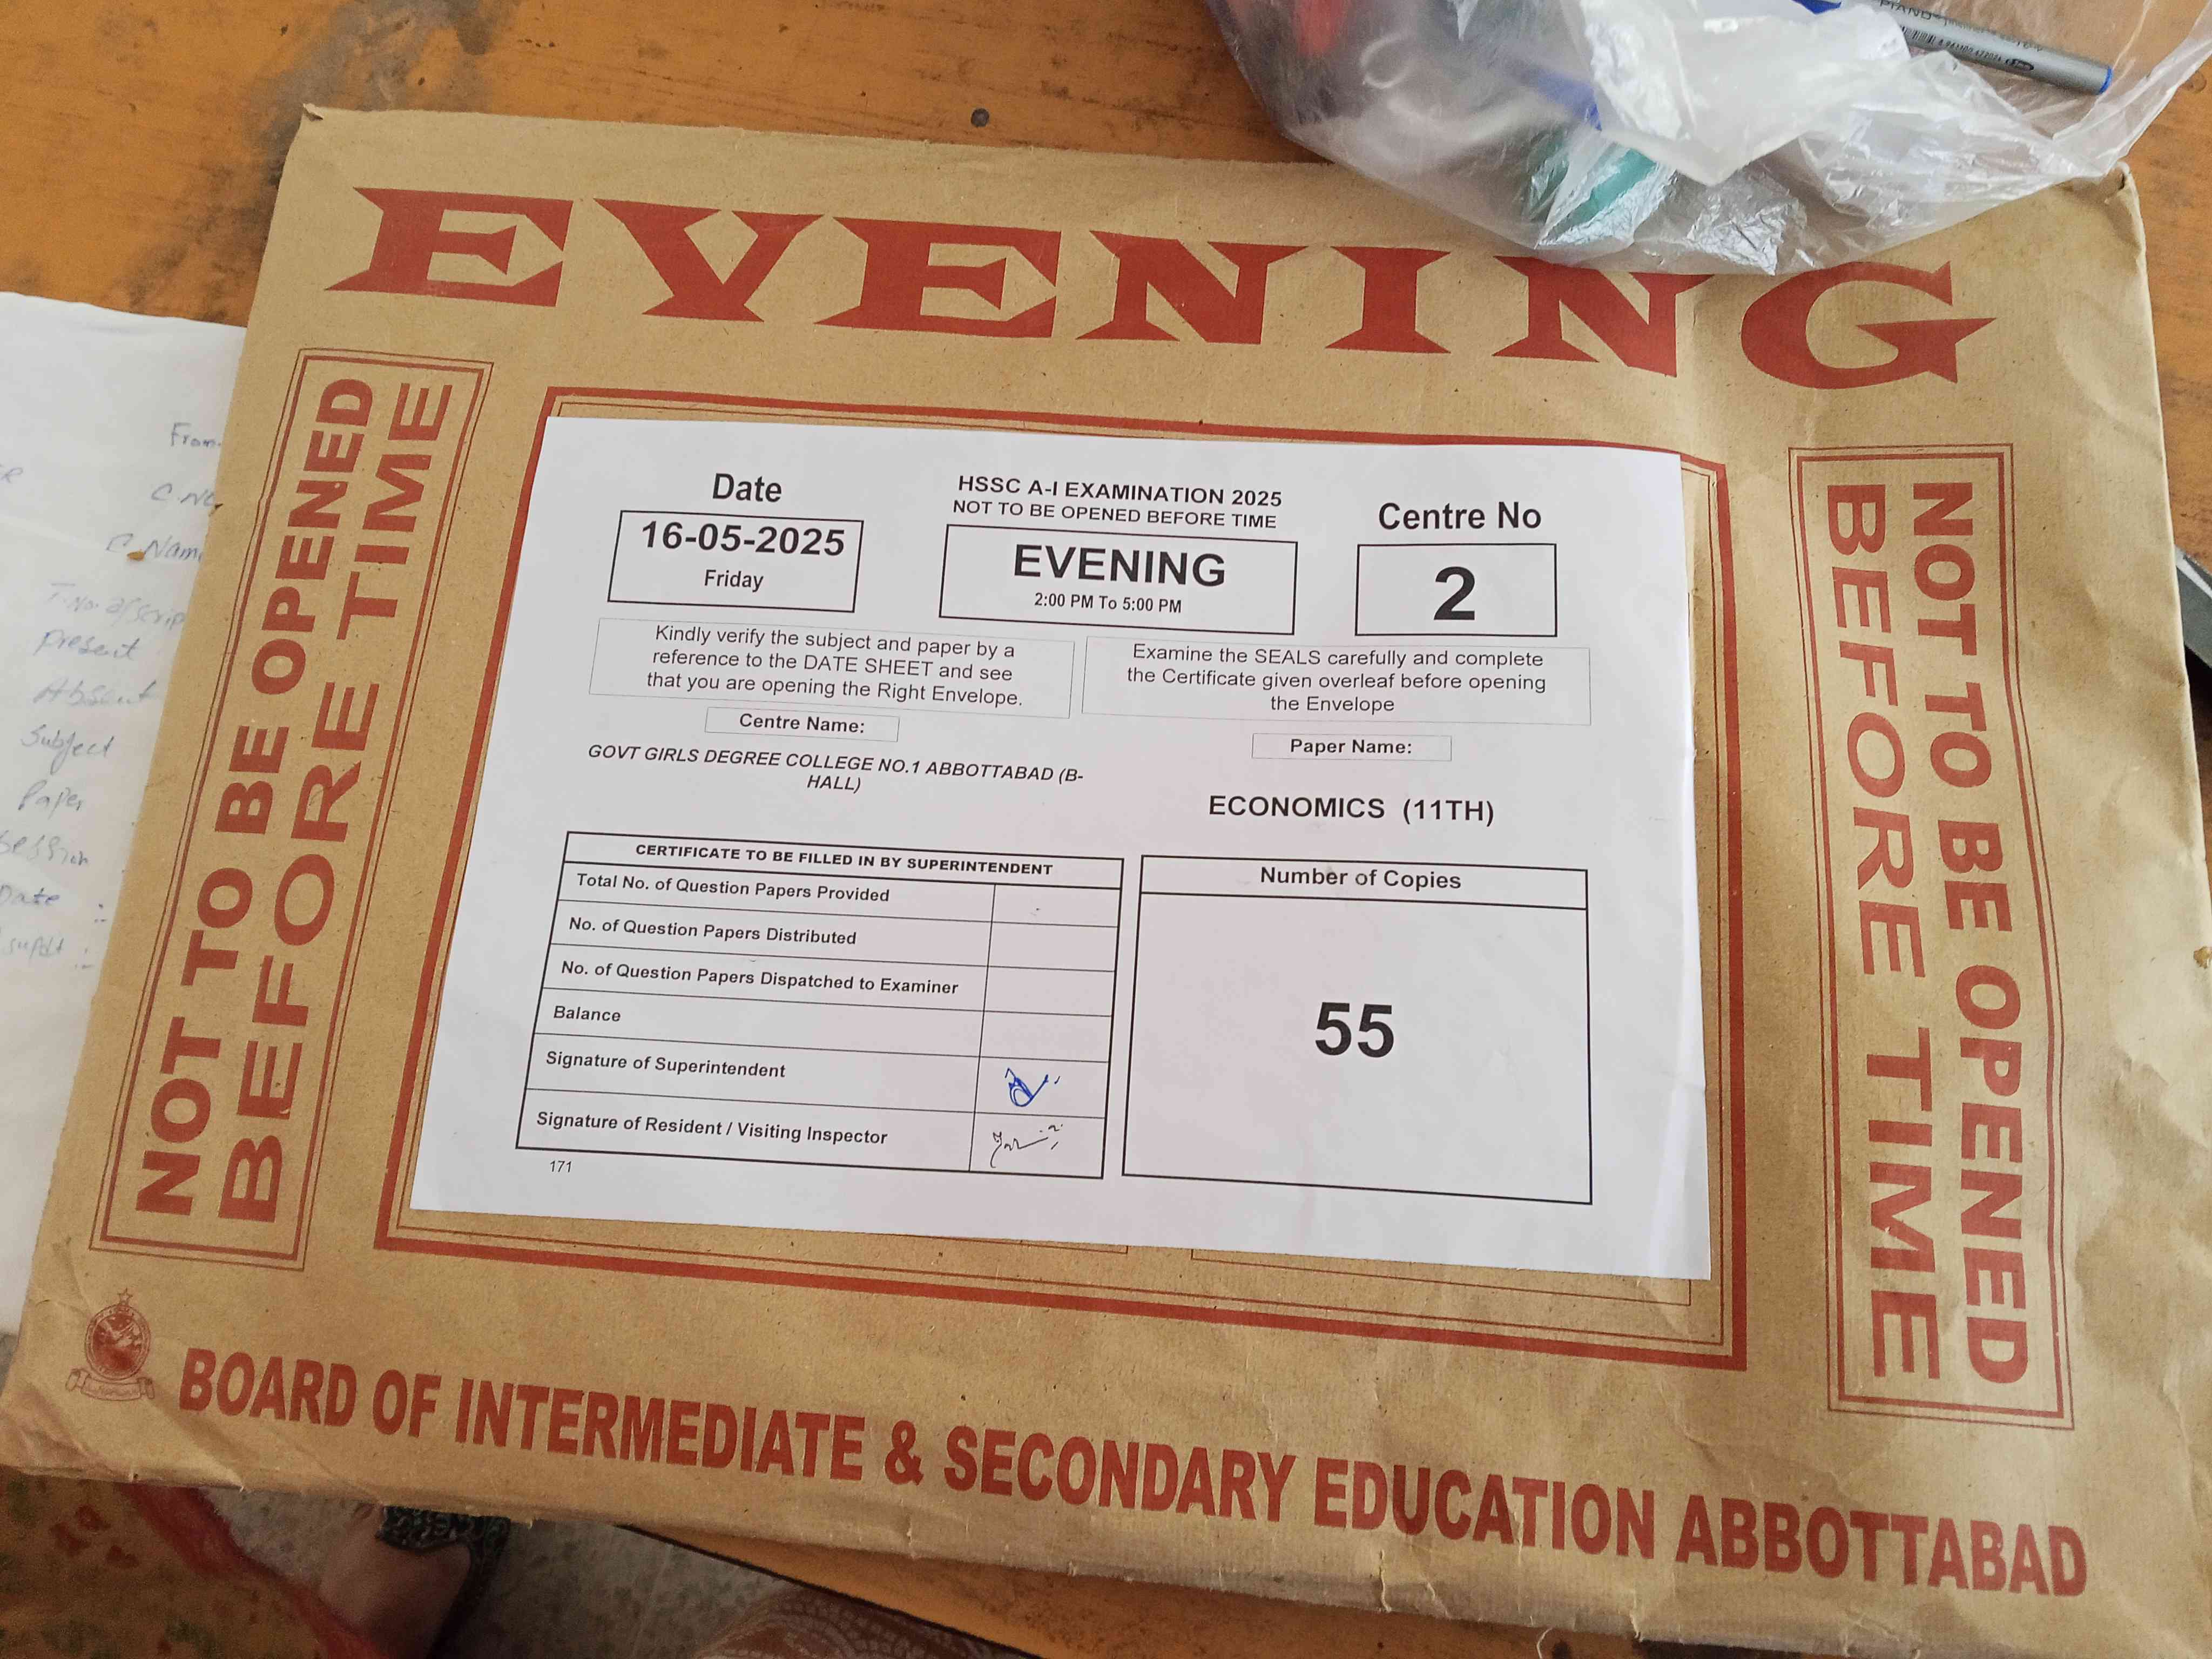 EVENING
NOT TO BE OPENED
BEFORE TIME
Date
16-05-2025
Friday
HSSC A-I EXAMINATION 2025
NOT TO BE OPENED BEFORE TIME
EVENING
2:00 PM To 5:00 PM
Centre No
2
Kindly verify the subject and paper by a
reference to the DATE SHEET and see
that you are opening the Right Envelope.
Examine the SEALS carefully and complete
the Certificate given overleaf before opening
the Envelope
Centre Name:
GOVT GIRLS DEGREE COLLEGE NO.1 ABBOTTABAD (B-
HALL)
Paper Name:
ECONOMICS (11TH)
CERTIFICATE TO BE FILLED IN BY SUPERINTENDENT
Total No. of Question Papers Provided
No. of Question Papers Distributed
No. of Question Papers Dispatched to Examiner
Balance
Signature of Superintendent
Signature of Resident / Visiting Inspector
171
Number of Copies
55
NOT TO BE OPENED
BEFORE TIME
BOARD OF INTERMEDIATE & SECONDARY EDUCATION ABBOTTABAD
From
Present
Absent
Subject
Paper
Session
Date :